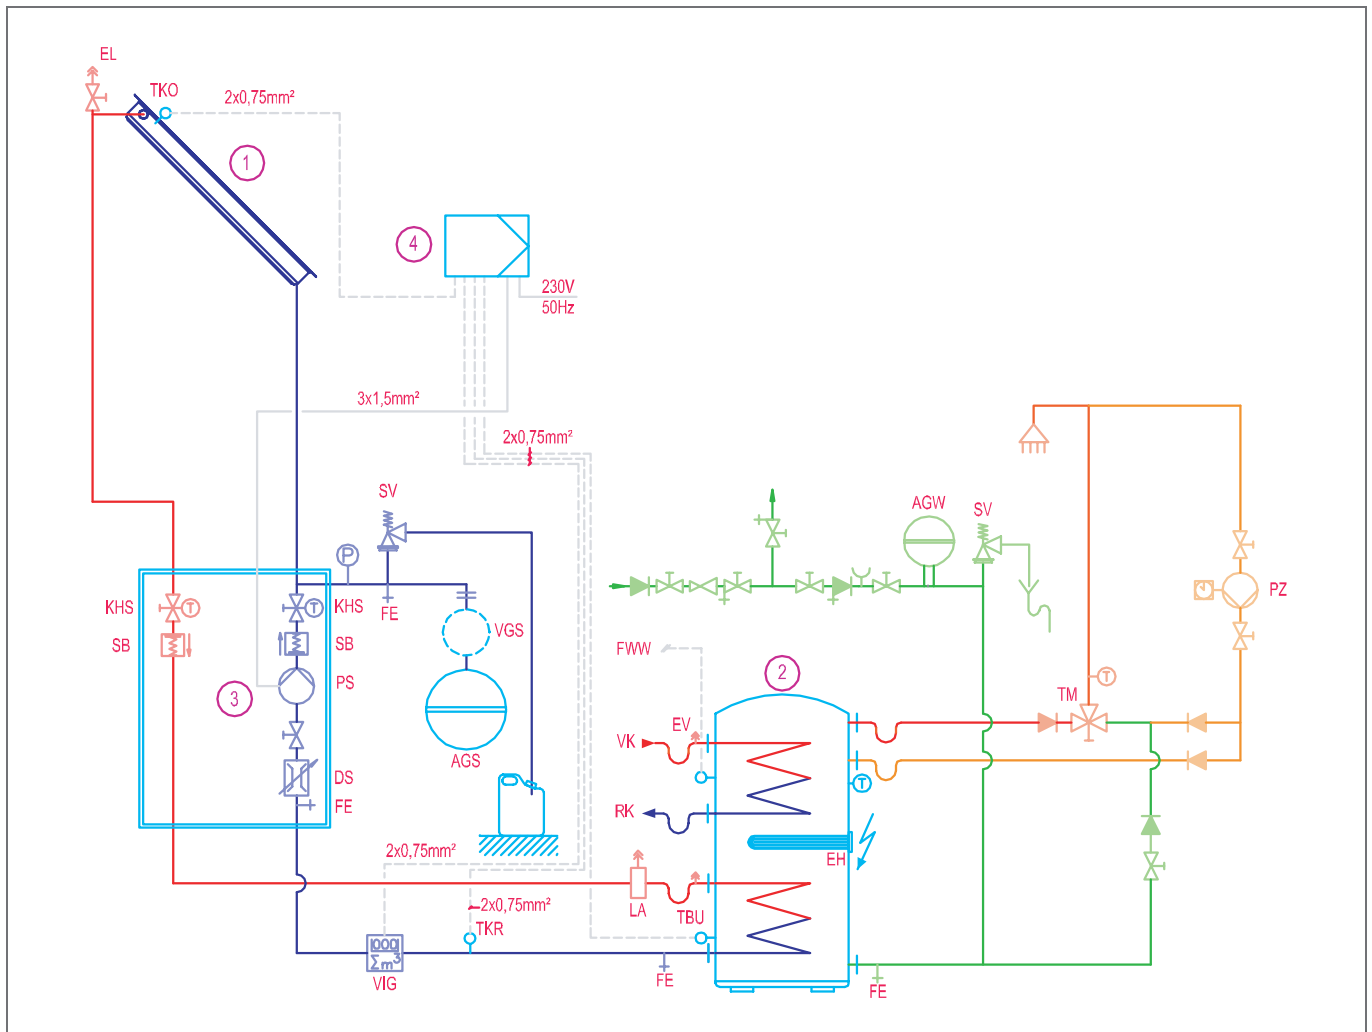 EL
TKO
2x0,75mm²
1
4
230V
50Hz
3x1,5mm²
2x0,75mm²
SV
P
AGW
SV
KHS
T
T
KHS
FE
PZ
SB
SB
VGS
FWW
PS
3
2
T
TM
EV
VK
AGS
DS
T
FE
RK
2x0,75mm²
EH
2x0,75mm²
LA
TBU
TKR
1000
Σm³
VIG
FE
FE